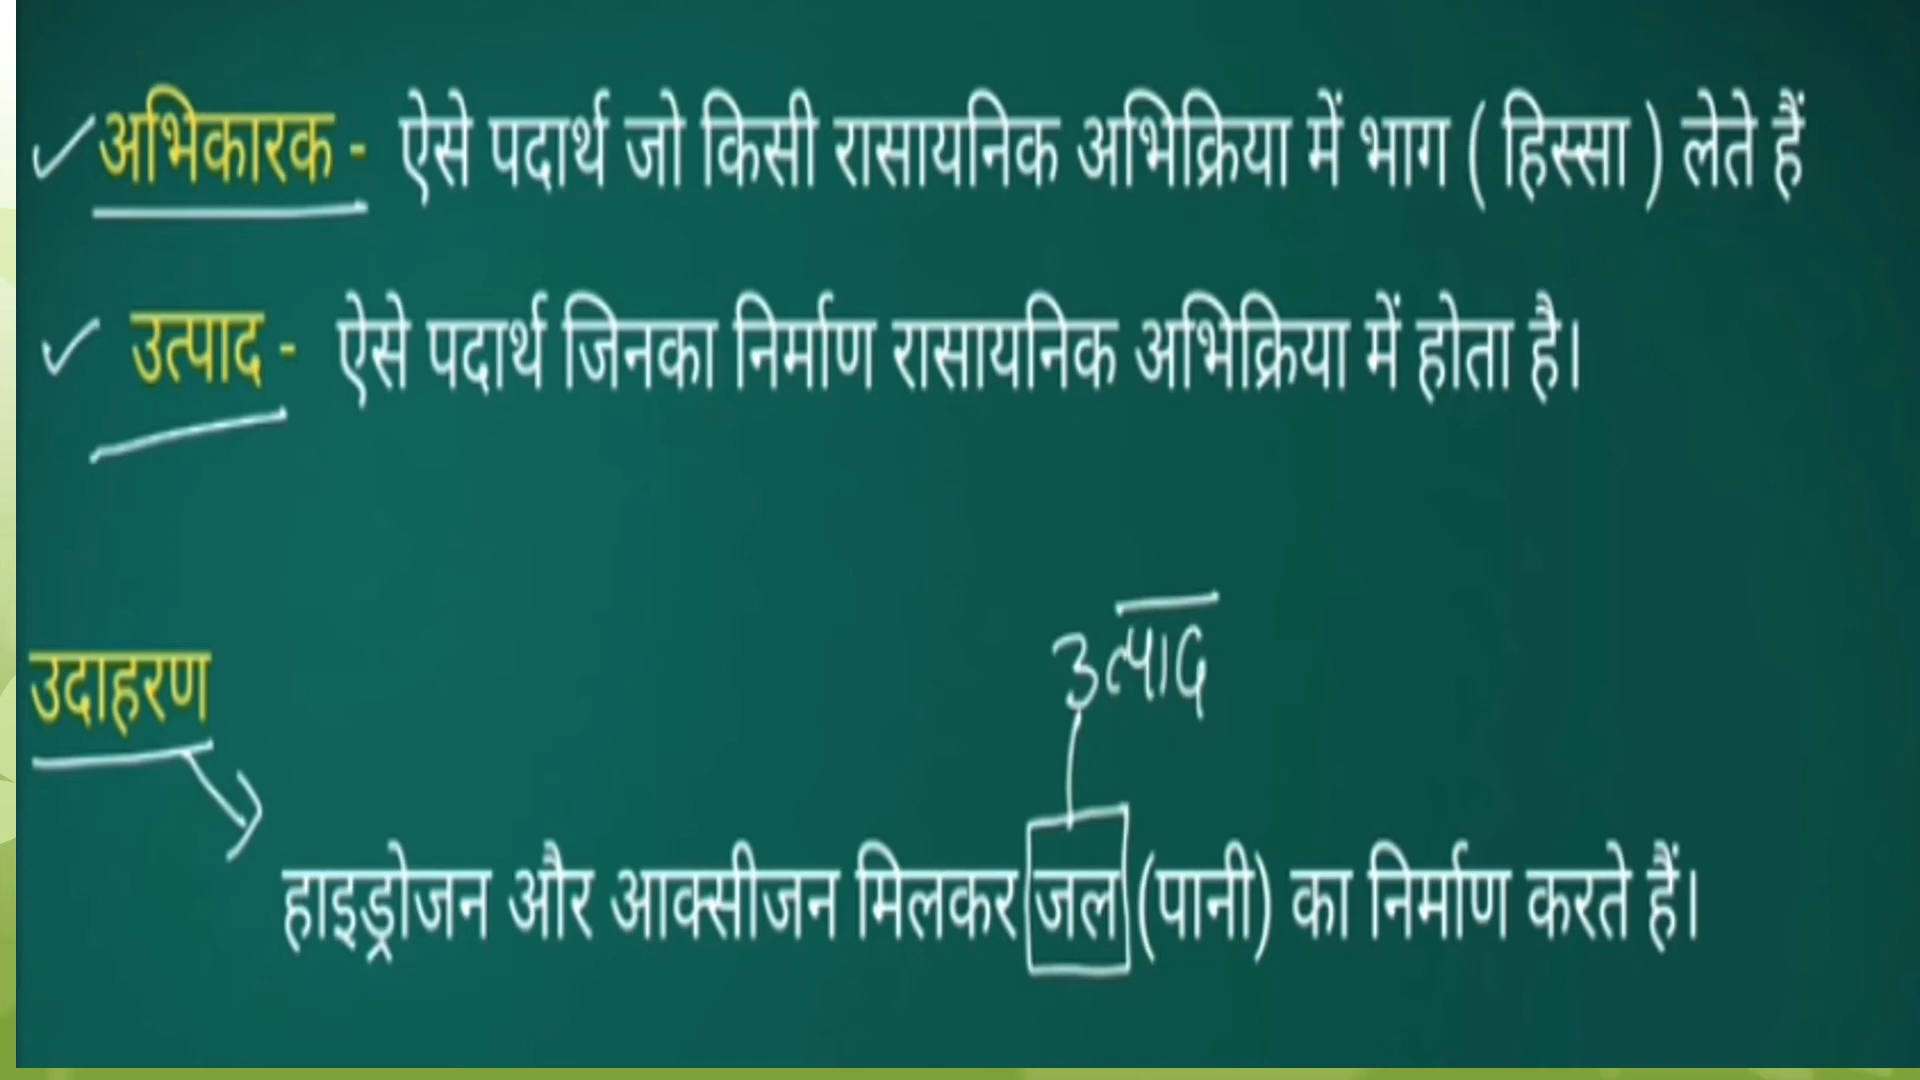 अभिकारक - ऐसे पदार्थ जो किसी रासायनिक अभिक्रिया में भाग ( हिस्सा ) लेते हैं
उत्पाद - ऐसे पदार्थ जिनका निर्माण रासायनिक अभिक्रिया में होता है।
उत्पाद
उदाहरण
हाइड्रोजन और आक्सीजन मिलकर जल (पानी) का निर्माण करते हैं।